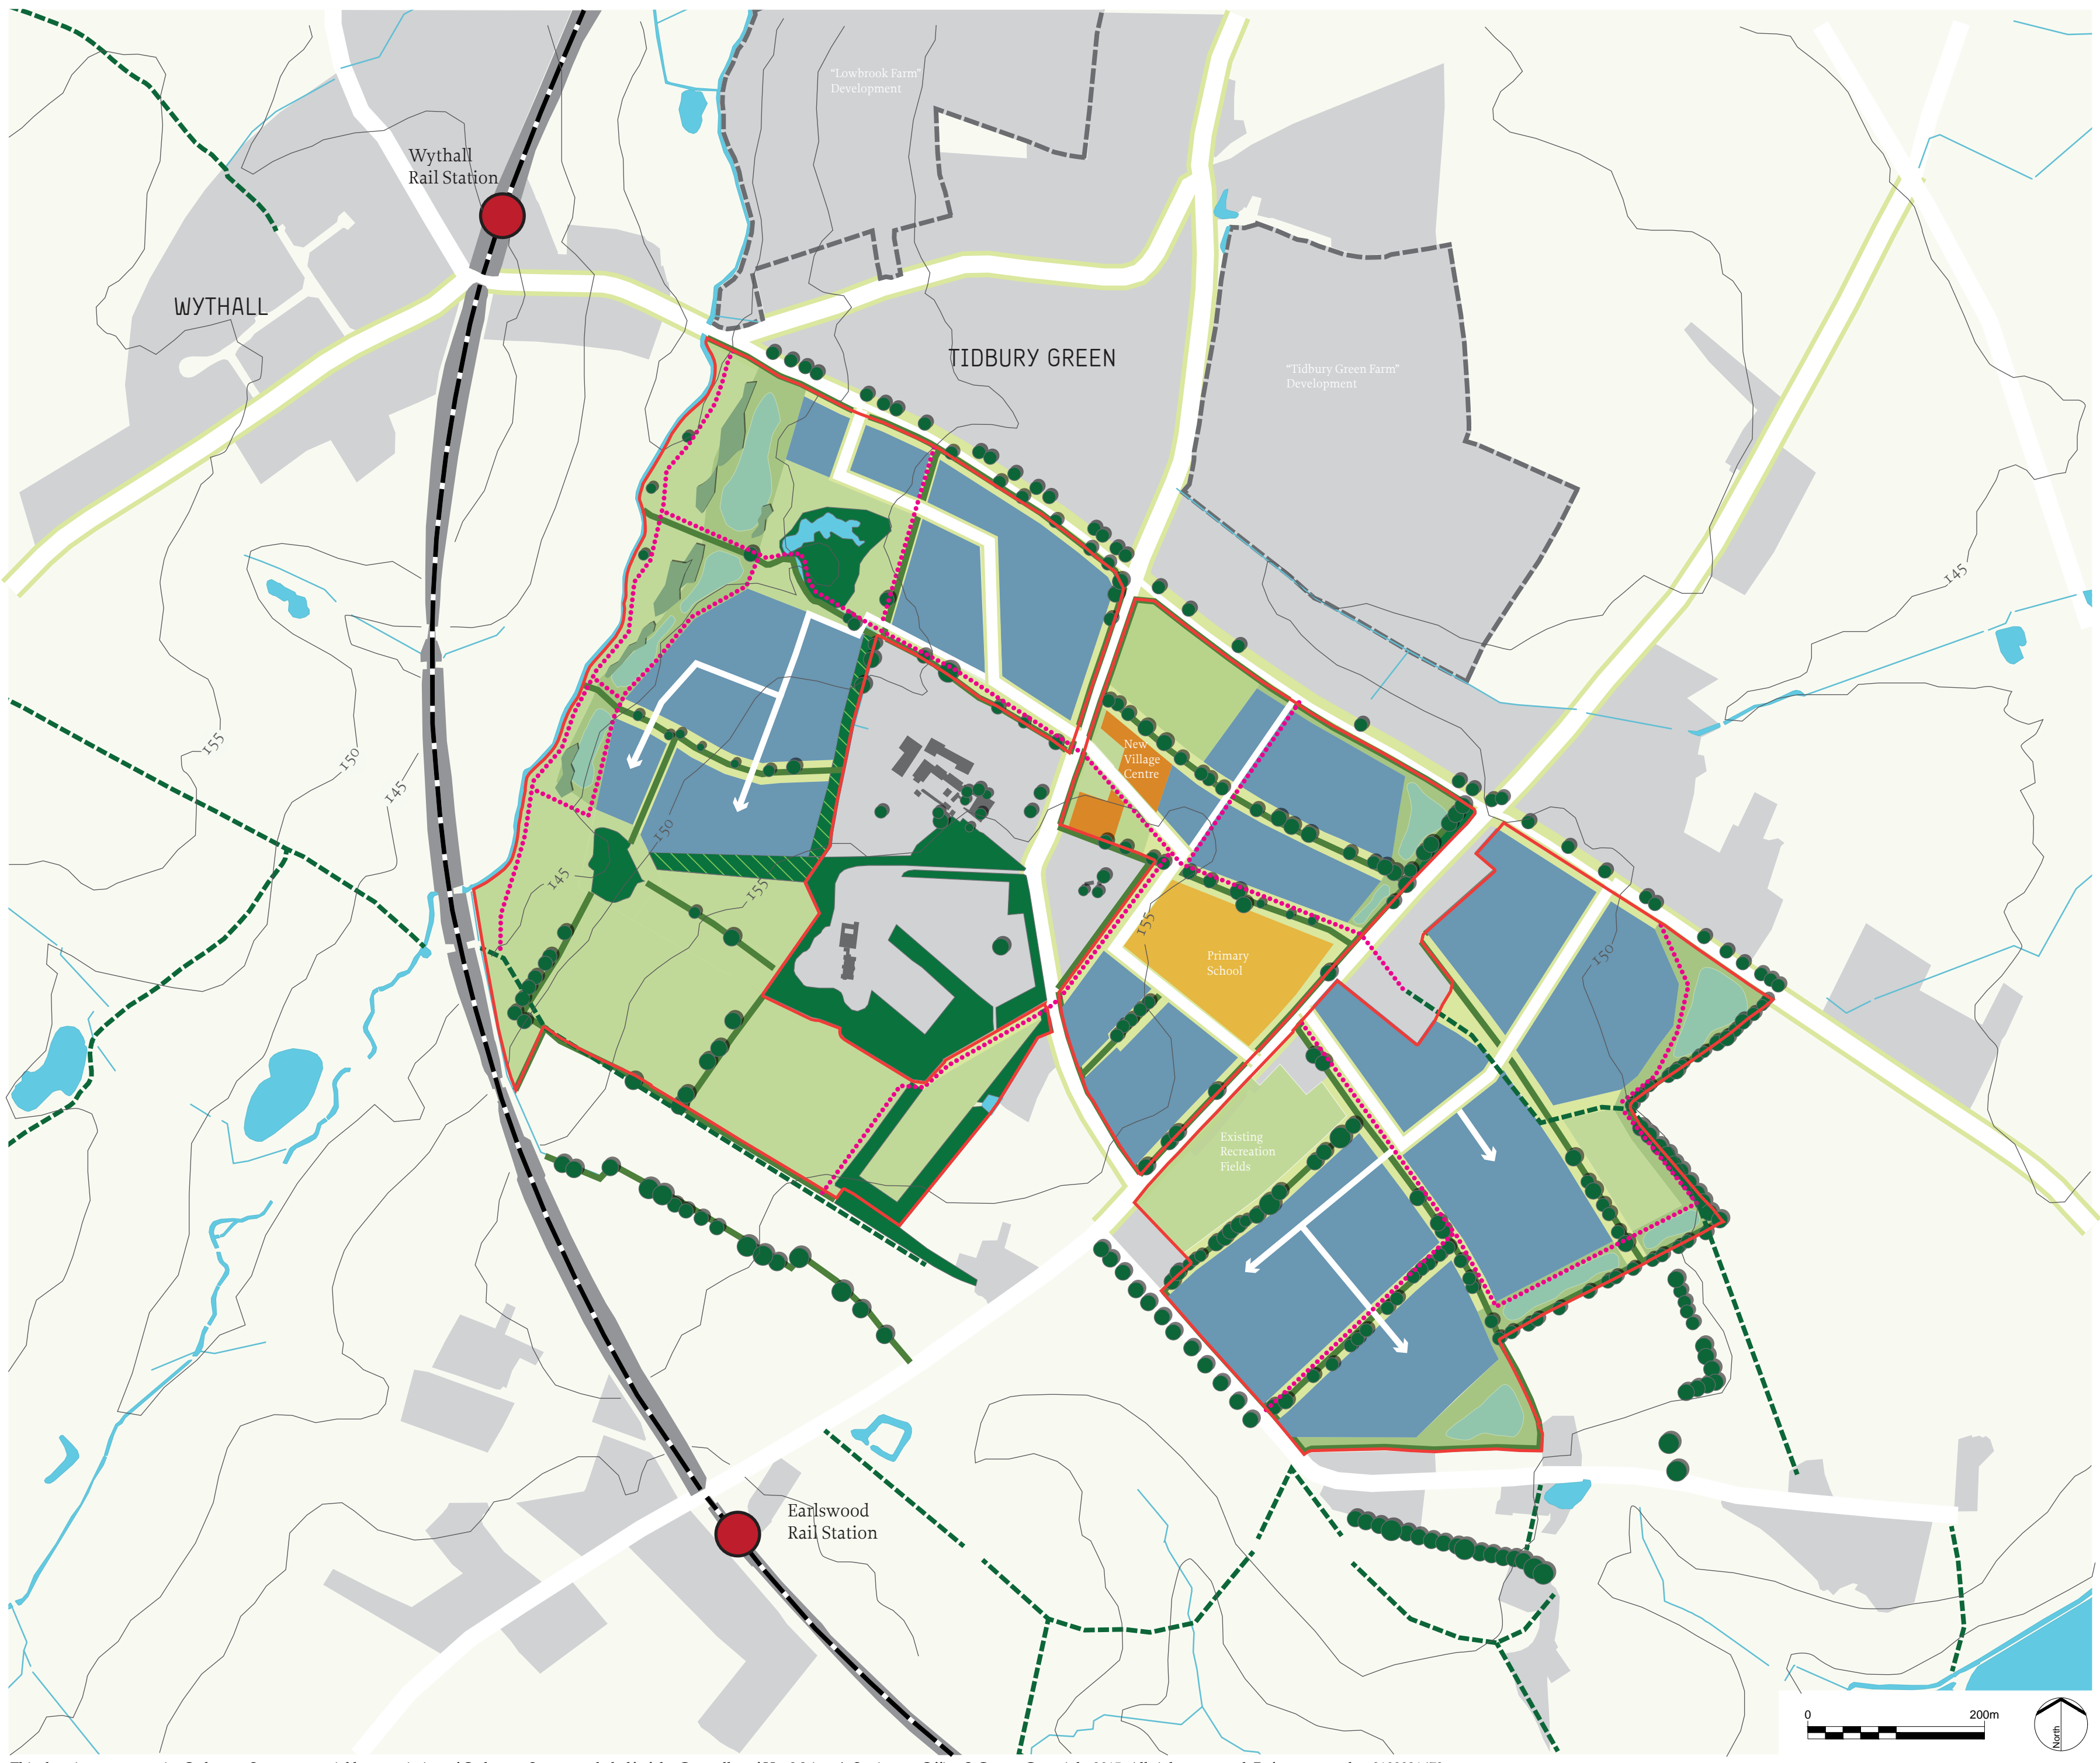 "Lowbrook Farm"
Development
Wythall
Rail Station
WYTHALL
TIDBURY GREEN
"Tidbury Green Farm"
Development
145
155
150
145
New
Village
Centre
150
145
155
155
150
Primary
School
Existing
Recreation
Fields
Earlswood
Rail Station
0 200m
North